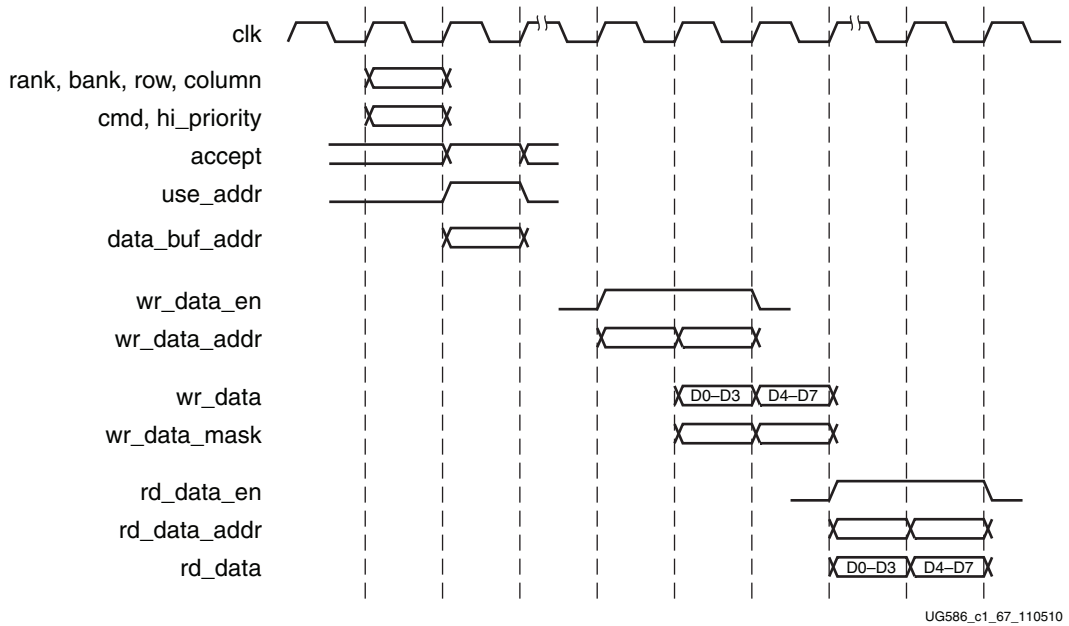 clk
rank, bank, row, column
cmd, hi_priority
accept
use_addr
data_buf_addr
wr_data_en
wr_data_addr
wr_data D0–D3 D4–D7
wr_data_mask
rd_data_en
rd_data_addr
rd_data D0–D3 D4–D7
UG586_c1_67_110510